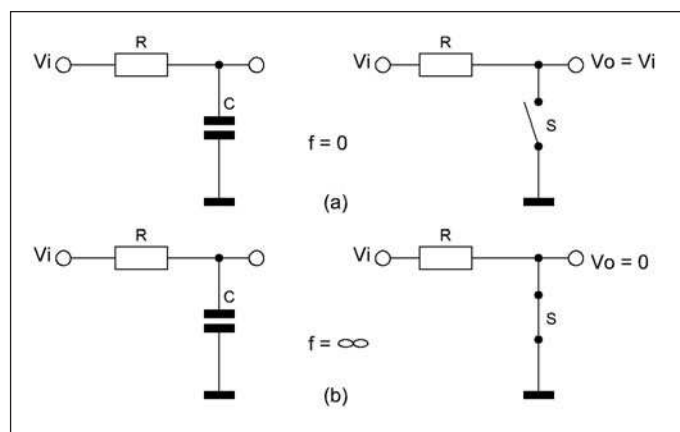 R
R
Vi
Vi
Vo = Vi
C
S
f = 0
(a)
R
R
Vi
Vi
Vo = 0
C
S
f = ∞
(b)